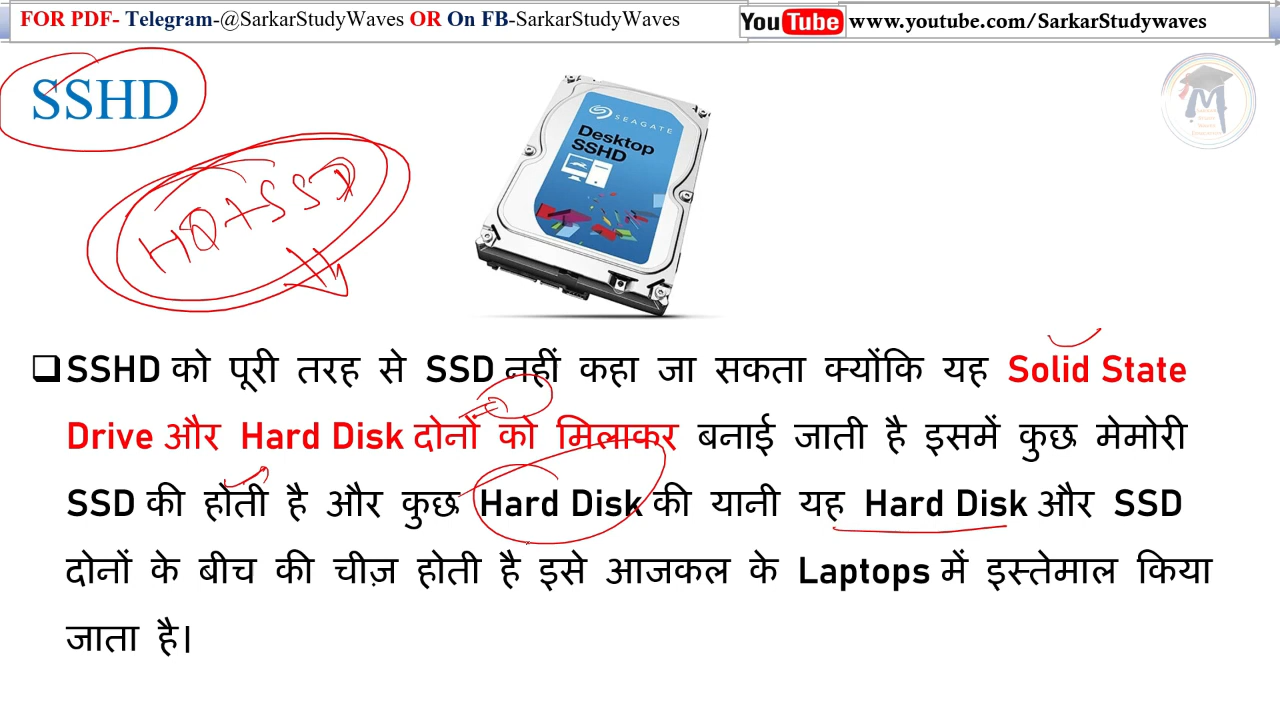 FOR PDF- Telegram-@SarkarStudyWaves OR On FB-SarkarStudyWaves
YouTube www.youtube.com/SarkarStudywaves
SSHD
HD+SSD
SEAGATE
Desktop
SSHD
SSHD को पूरी तरह से SSD नहीं कहा जा सकता क्योंकि यह Solid State
Drive और Hard Disk दोनों को मिलाकर बनाई जाती है इसमें कुछ मेमोरी
SSD की होती है और कुछ Hard Disk की यानी यह Hard Disk और SSD
दोनों के बीच की चीज़ होती है इसे आजकल के Laptops में इस्तेमाल किया
जाता है।